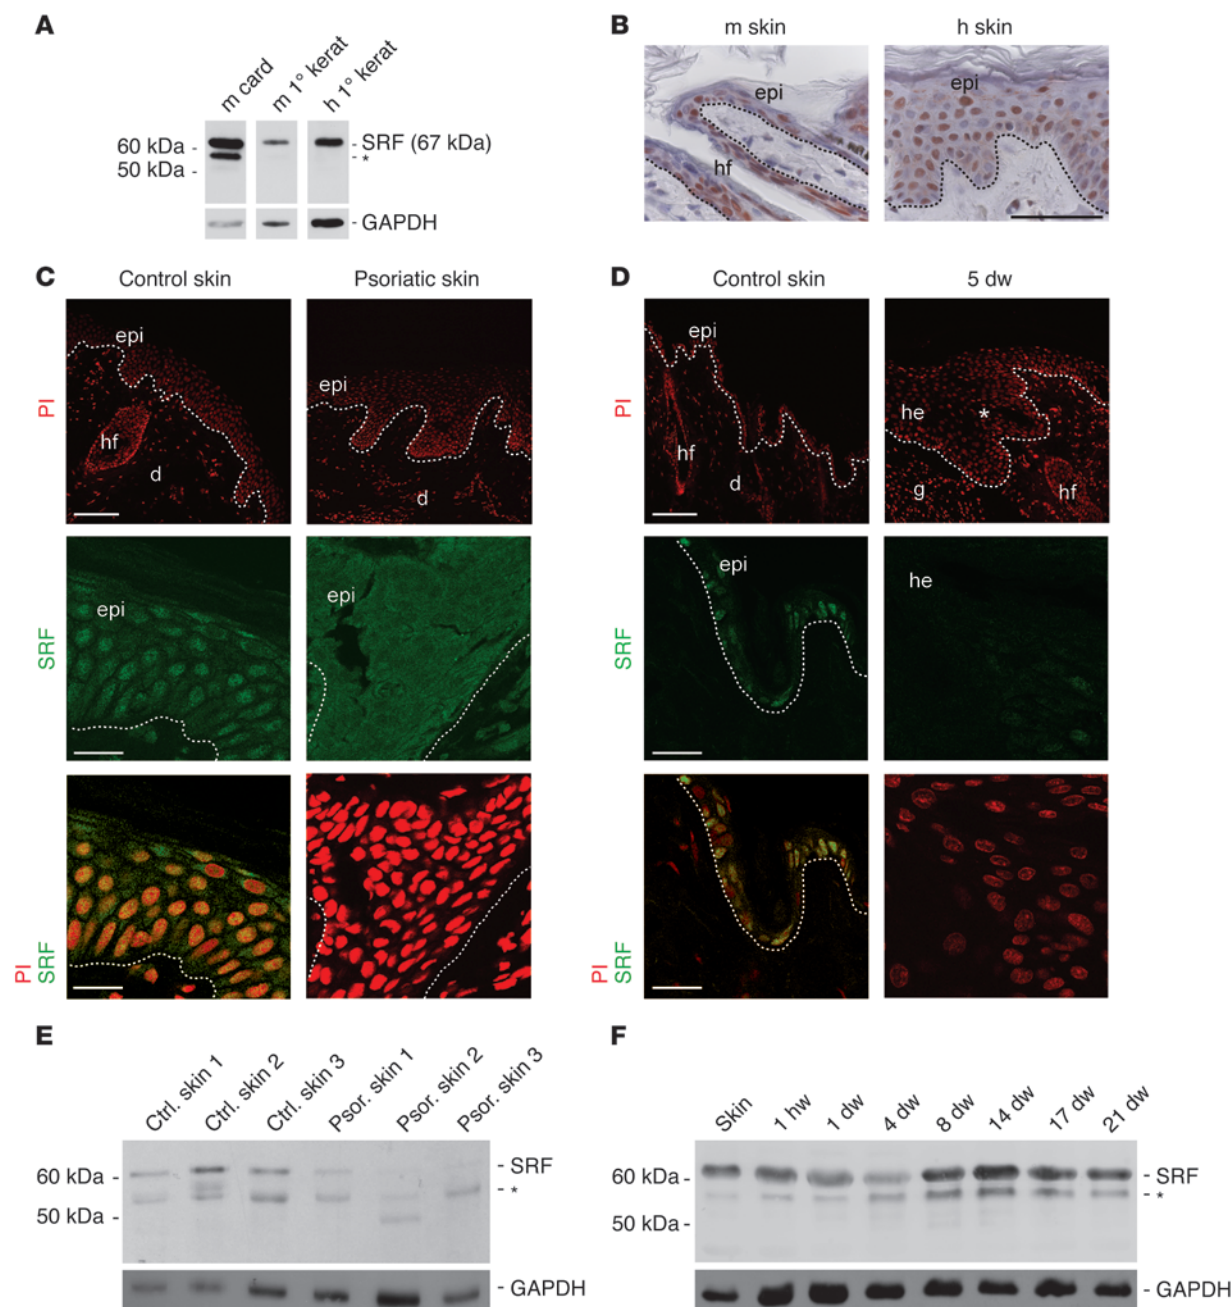 A
m card
m 1° kerat
h 1° kerat
60 kDa -
50 kDa -
- SRF (67 kDa)
- *
- GAPDH
B
m skin
h skin
epi
hf
epi
C
Control skin
Psoriatic skin
PI
epi
hf
d
epi
d
SRF
epi
epi
PI
SRF
D
Control skin
5 dw
PI
epi
hf
d
he
*
g
hf
SRF
epi
he
PI
SRF
E
Ctrl. skin 1
Ctrl. skin 2
Ctrl. skin 3
Psor. skin 1
Psor. skin 2
Psor. skin 3
60 kDa -
50 kDa -
- SRF
- *
- GAPDH
F
Skin
1 hw
1 dw
4 dw
8 dw
14 dw
17 dw
21 dw
60 kDa -
50 kDa -
- SRF
- *
- GAPDH